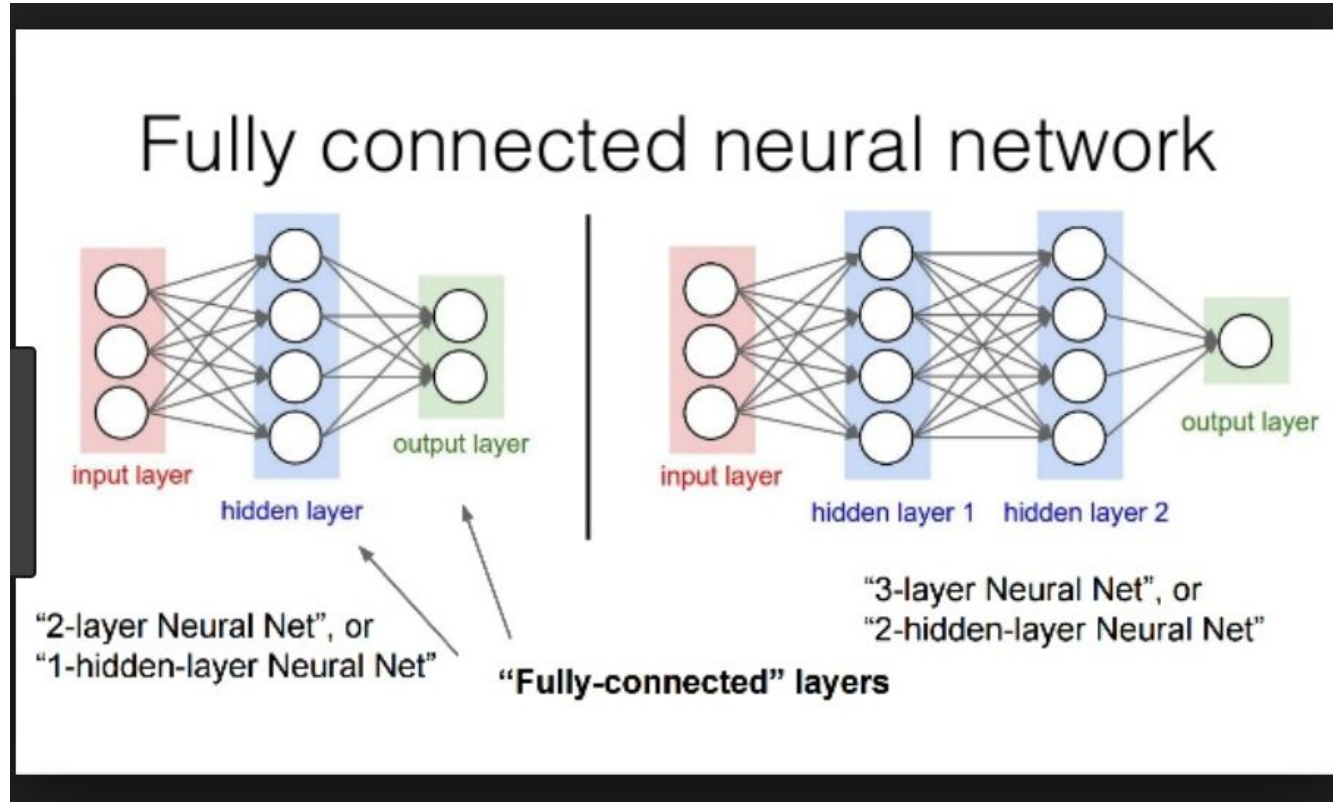 Fully connected neural network
input layer
hidden layer
output layer
input layer
hidden layer 1
hidden layer 2
output layer
“2-layer Neural Net”, or
“1-hidden-layer Neural Net”
“Fully-connected” layers
“3-layer Neural Net”, or
“2-hidden-layer Neural Net”